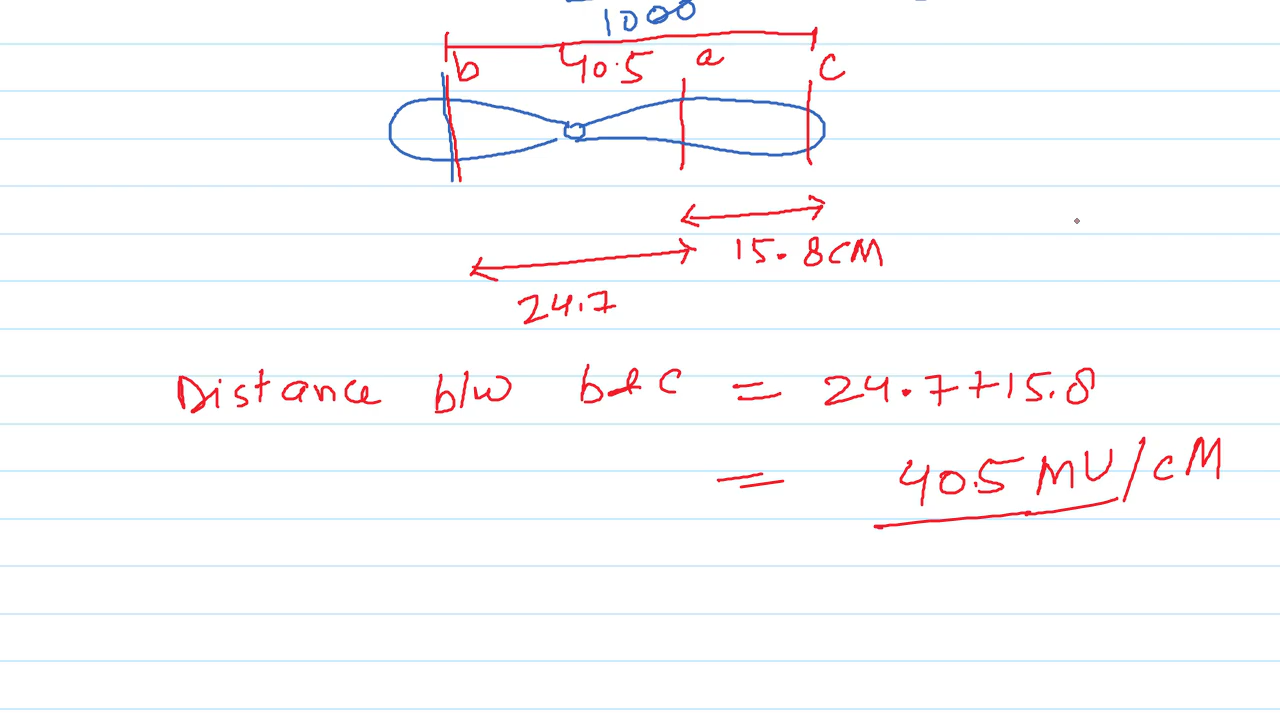 1000
b 40.5 a c
15.8CM
24.7
Distance b/w b&c = 24.7+15.8
= 40.5 MU/CM